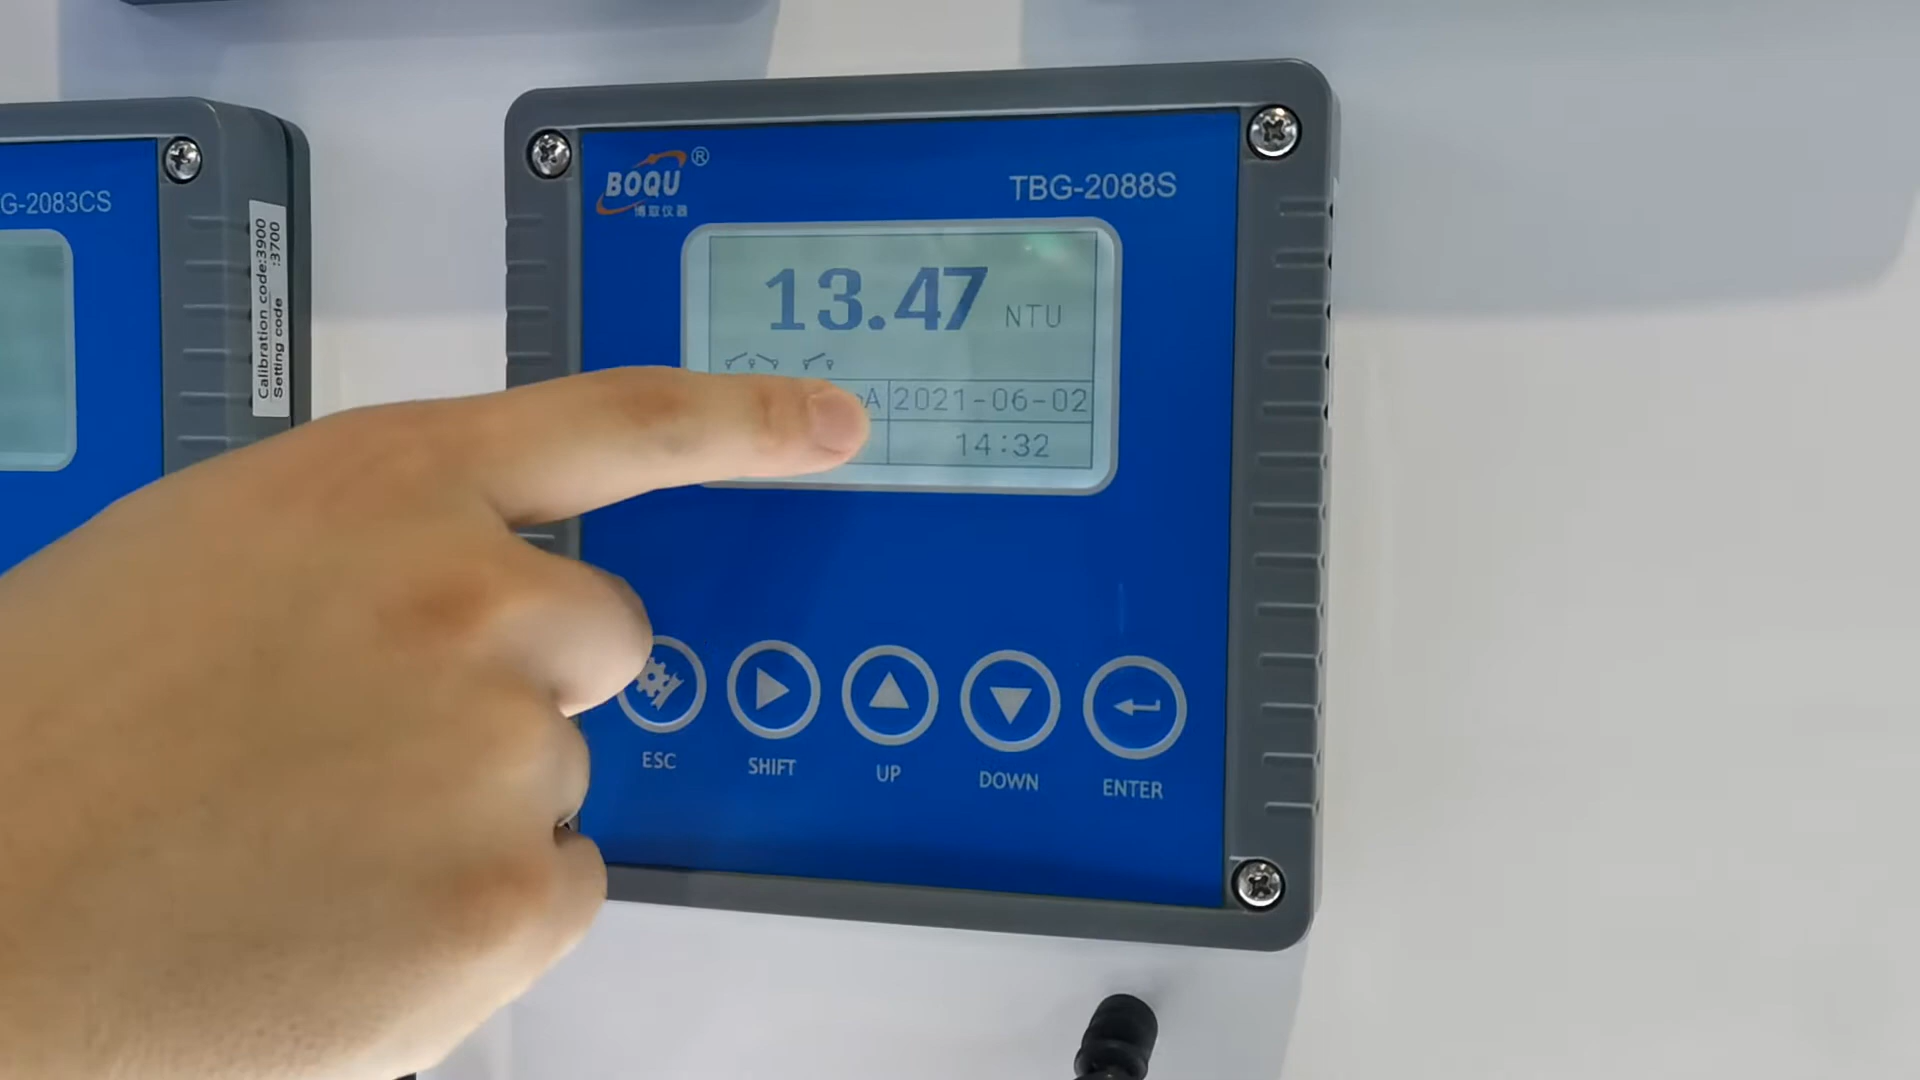 G-2083CS
Calibration code:3900
Setting code :3700
BOQU ®
博取仪器
TBG-2088S
13.47 NTU
A 2021-06-02
14:32
ESC SHIFT UP DOWN ENTER